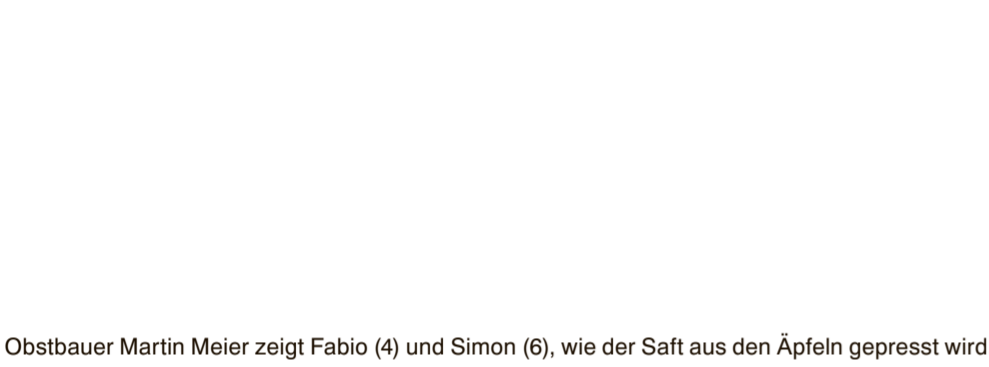 Obstbauer Martin Meier zeigt Fabio (4) und Simon (6), wie der Saft aus den Äpfeln gepresst wird